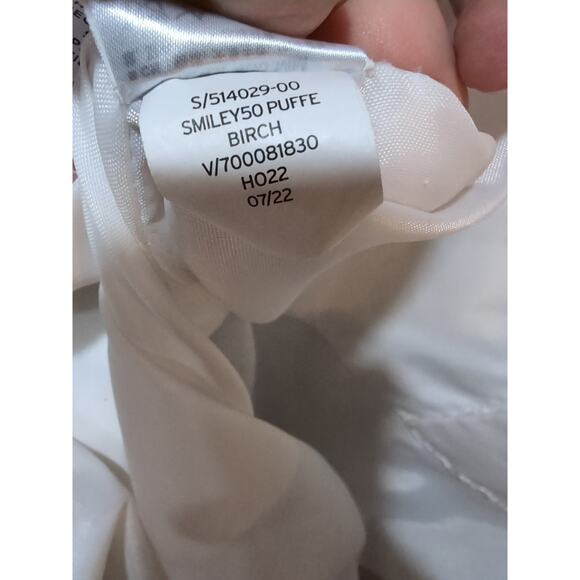 S/514029-00
SMILEY50 PUFFE
BIRCH
V/700081830
HO22
07/22